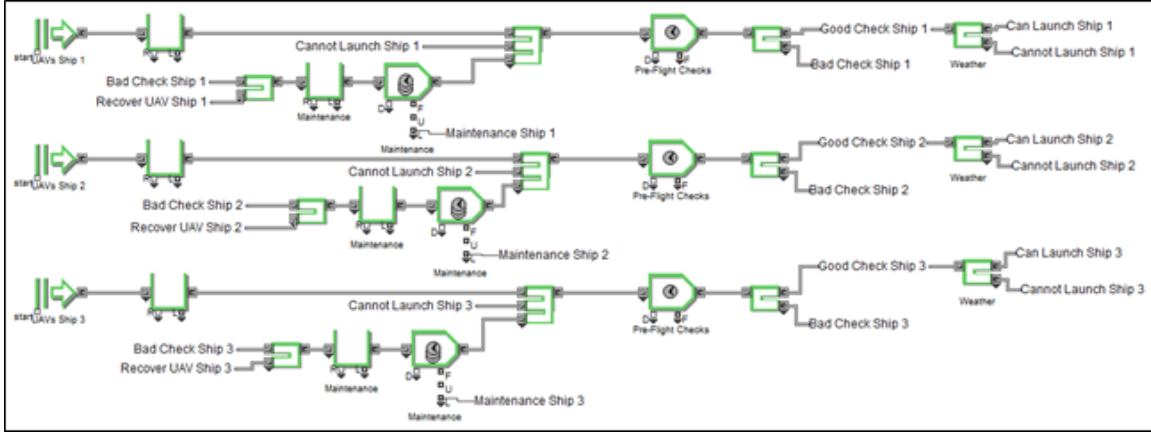 Good Check Ship 1
Can Launch Ship 1
Cannot Launch Ship 1
Cannot Launch Ship 1
start
UAVs Ship 1
R L
D F
Pre-Flight Checks
Bad Check Ship 1
Weather
Bad Check Ship 1
Recover UAV Ship 1
R L
Maintenance
D F
U
L
Maintenance Ship 1
Maintenance
Good Check Ship 2
Can Launch Ship 2
Cannot Launch Ship 2
Cannot Launch Ship 2
start
UAVs Ship 2
R L
D F
Pre-Flight Checks
Bad Check Ship 2
Weather
Bad Check Ship 2
Recover UAV Ship 2
R L
Maintenance
D F
U
L
Maintenance Ship 2
Maintenance
Can Launch Ship 3
Good Check Ship 3
Cannot Launch Ship 3
Cannot Launch Ship 3
start
UAVs Ship 3
R L
D F
Pre-Flight Checks
Bad Check Ship 3
Weather
Bad Check Ship 3
Recover UAV Ship 3
R L
Maintenance
D F
U
L
Maintenance Ship 3
Maintenance